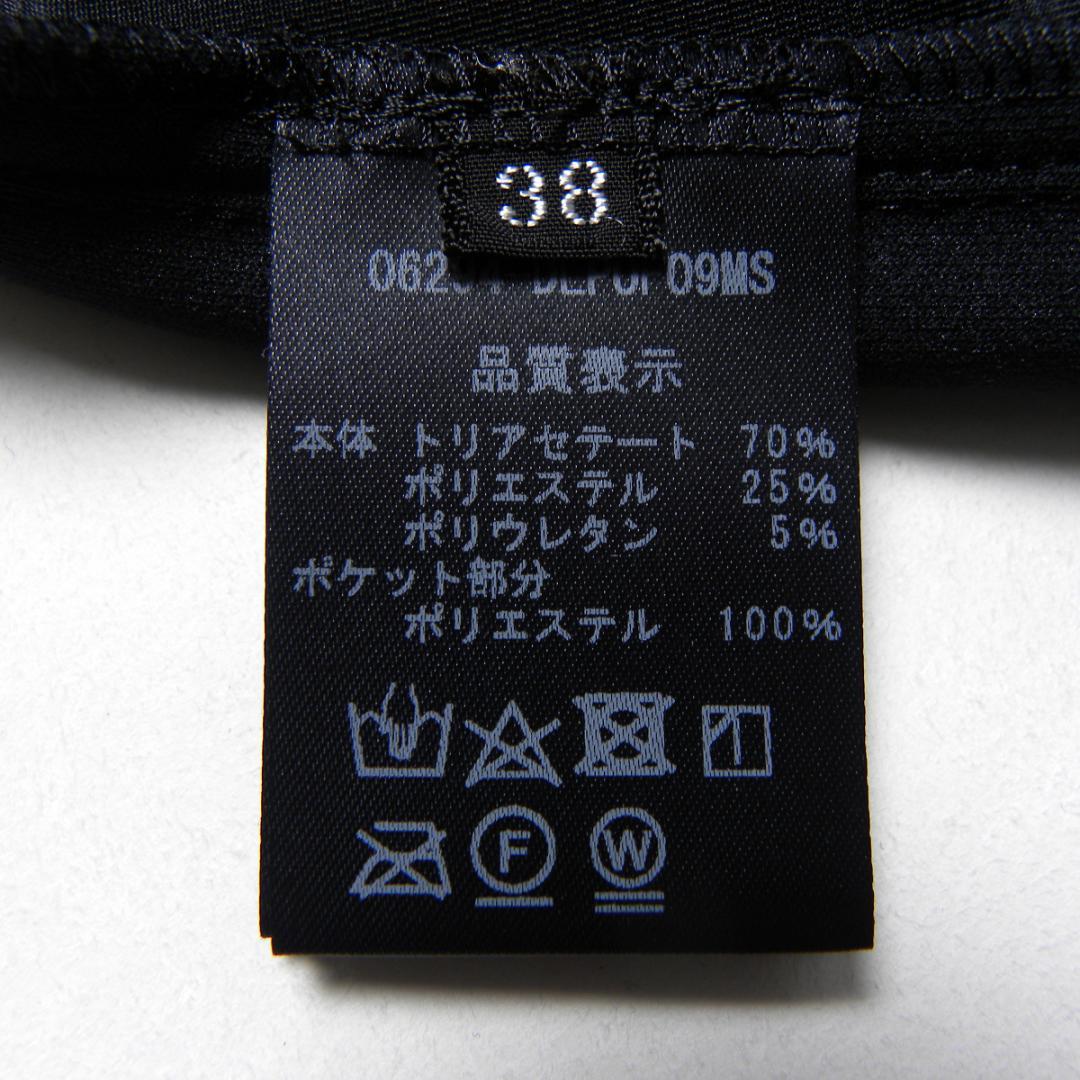 38
09MS
品質表示
本体 トリアセテート 70%
ポリエステル 25%
ポリウレタン 5%
ポケット部分
ポリエステル 100%
F W